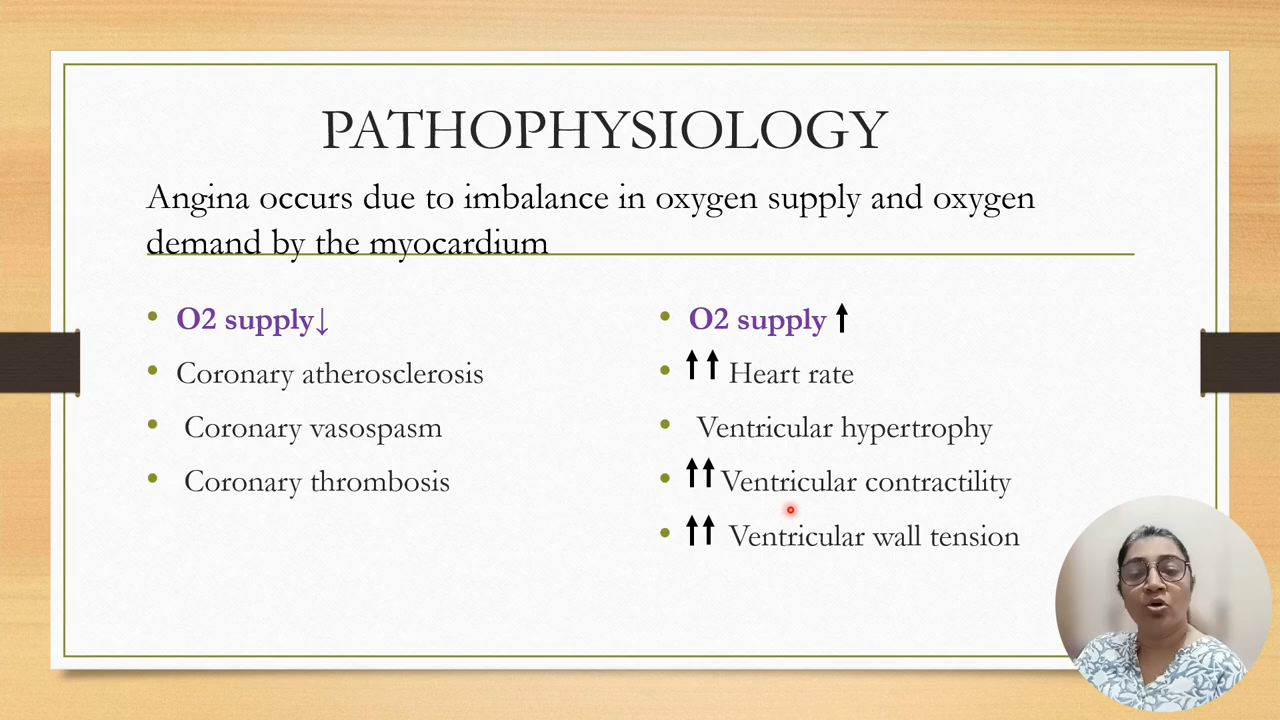 PATHOPHYSIOLOGY
Angina occurs due to imbalance in oxygen supply and oxygen
demand by the myocardium
• O2 supply↓
• Coronary atherosclerosis
• Coronary vasospasm
• Coronary thrombosis
• O2 supply ↑
• ↑↑ Heart rate
• Ventricular hypertrophy
• ↑↑ Ventricular contractility
• ↑↑ Ventricular wall tension